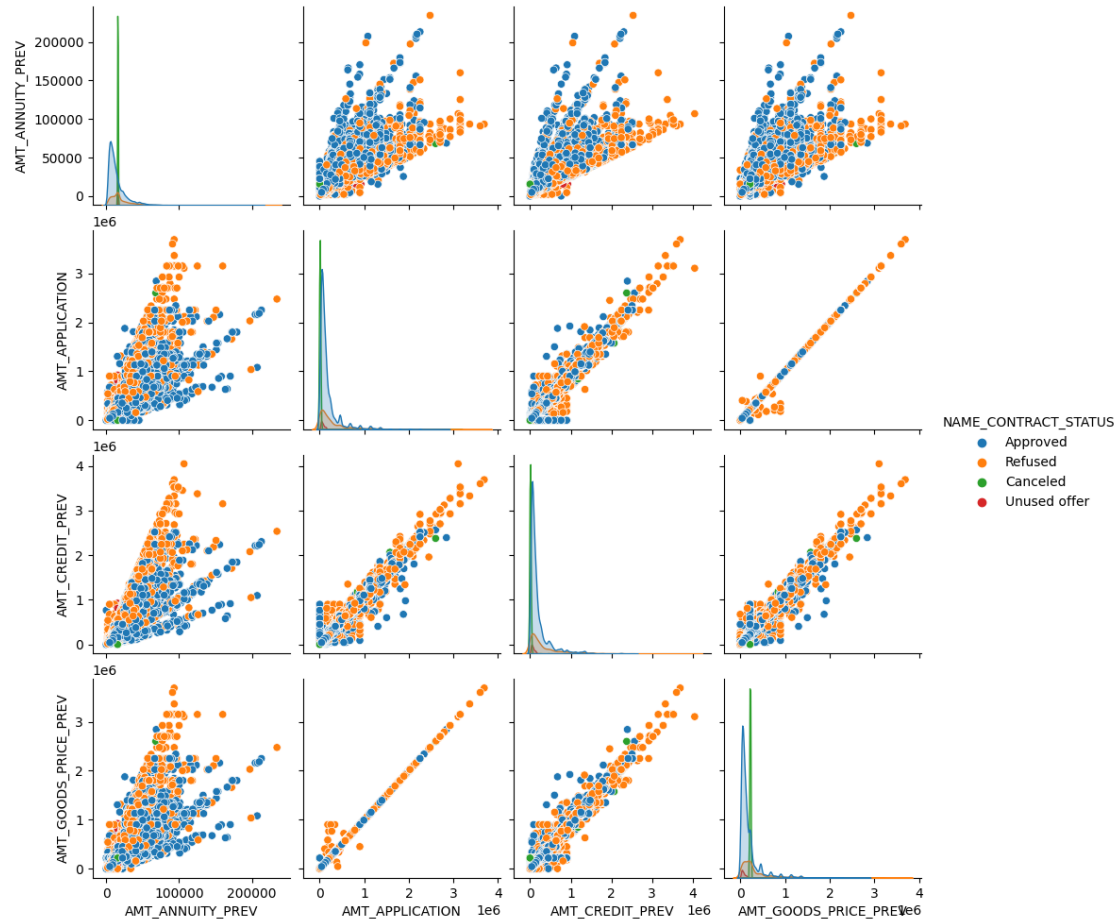 AMT_ANNUITY_PREV
200000
150000
100000
50000
0
1e6
AMT_APPLICATION
3
2
1
0
1e6
AMT_CREDIT_PREV
4
3
2
1
0
1e6
AMT_GOODS_PRICE_PREV
3
2
1
0
0 100000 200000
AMT_ANNUITY_PREV
0 1 2 3 4
1e6
AMT_APPLICATION
0 1 2 3 4
1e6
AMT_CREDIT_PREV
0 2 4
1e6
AMT_GOODS_PRICE_PREV
NAME_CONTRACT_STATUS
Approved
Refused
Canceled
Unused offer